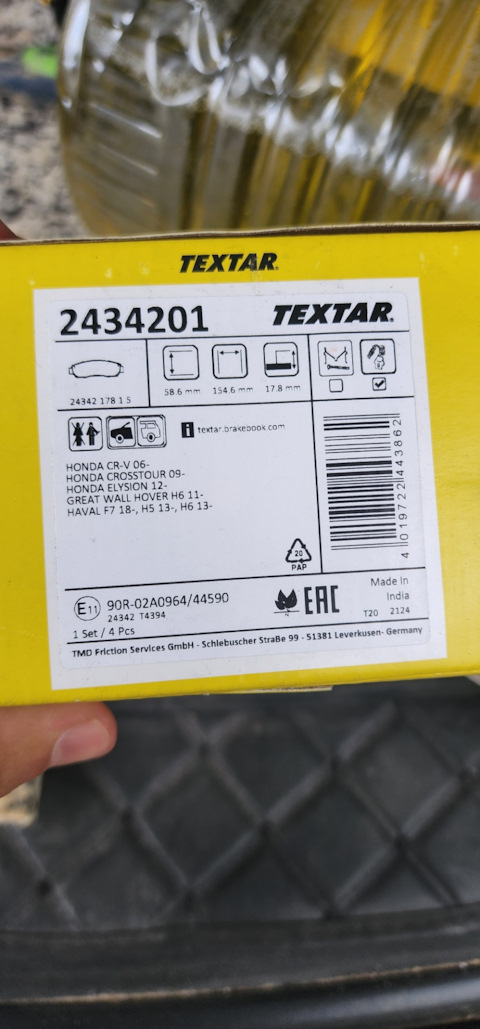 TEXTAR
2434201
TEXTAR.
24342 178 1 5
58.6 mm
154.6 mm
17.8 mm
i textar.brakebook.com
HONDA CR-V 06-
HONDA CROSSTOUR 09-
HONDA ELYSION 12-
GREAT WALL HOVER H6 11-
HAVAL F7 18-, H5 13-, H6 13-
4 019722 443862
20
PAP
E11 90R-02A0964/44590
24342 T4394
EAC
Made in
India
T20 2124
1 Set / 4 Pcs
TMD Friction Services GmbH - Schlebuscher Straße 99 - 51381 Leverkusen- Germany